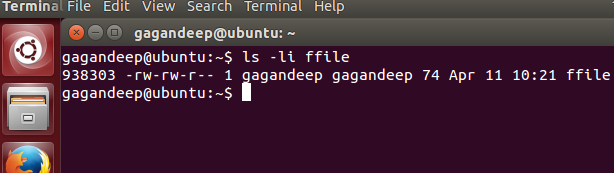 Terminal File Edit View Search Terminal Help
gagandeep@ubuntu: ~
gagandeep@ubuntu:~$ ls -li ffile
938303 -rw-rw-r-- 1 gagandeep gagandeep 74 Apr 11 10:21 ffile
gagandeep@ubuntu:~$